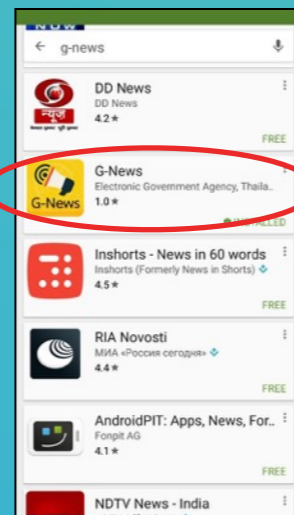 NOW
g-news
DD News
DD News
4.2★
FREE
न्यूज़
G-News
Electronic Government Agency, Thaila..
1.0★
INSTALLED
G-News
Inshorts - News in 60 words
Inshorts (Formerly News in Shorts)
4.5★
FREE
RIA Novosti
МИА «Россия сегодня»
4.4★
FREE
AndroidPIT: Apps, News, For..
Fonpit AG
4.1★
FREE
NDTV News - India